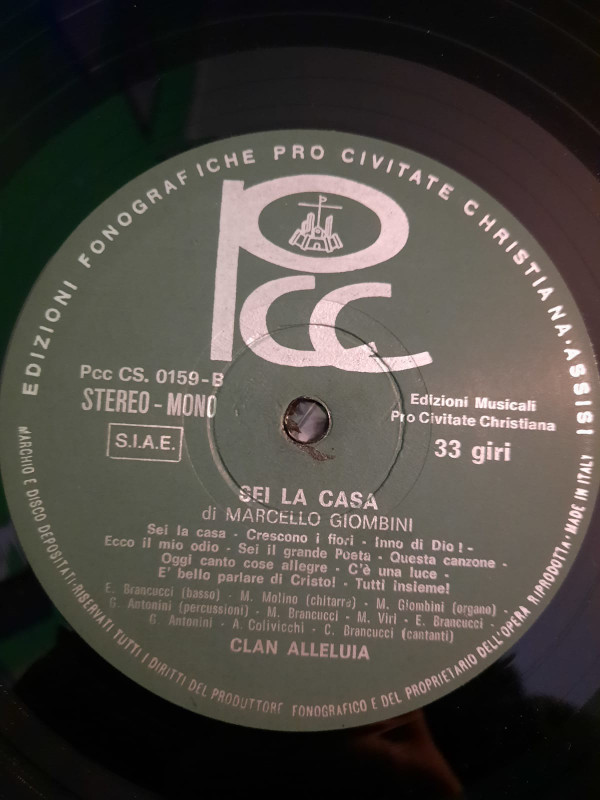 EDIZIONI FONOGRAFICHE PRO CIVITATE CHRISTIANA · ASSISI
Pcc
Pcc CS. 0159-B
STEREO - MONO
S.I.A.E.
Edizioni Musicali
Pro Civitate Christiana
33 giri
SEI LA CASA
di MARCELLO GIOMBINI
Sei la casa - Crescono i fiori - Inno di Dio! -
Ecco il mio odio - Sei il grande Poeta - Questa canzone -
Oggi canto cose allegre - C'è una luce -
E' bello parlare di Cristo! - Tutti insieme!
E. Brancucci (basso) - M. Molino (chitarra) - M. Giombini (organo) -
G. Antonini (percussioni) - M. Brancucci - M. Viri - E. Brancucci -
G. Antonini - A. Colivicchi - C. Brancucci (cantanti)
CLAN ALLELUIA
MARCHIO E DISCO DEPOSITATI · RISERVATI TUTTI I DIRITTI DEL PRODUTTORE FONOGRAFICO E DEL PROPRIETARIO DELL'OPERA RIPRODOTTA · MADE IN ITALY